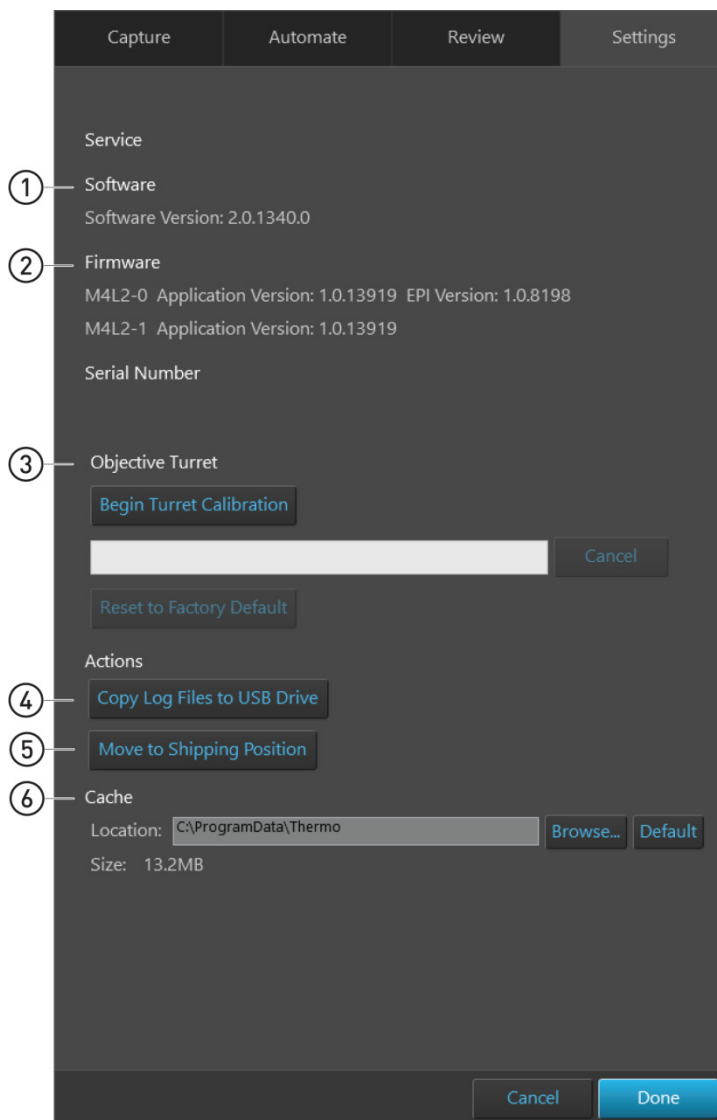 Capture Automate Review Settings
Service
① Software
Software Version: 2.0.1340.0
② Firmware
M4L2-0 Application Version: 1.0.13919 EPI Version: 1.0.8198
M4L2-1 Application Version: 1.0.13919
Serial Number
③ Objective Turret
Begin Turret Calibration
Cancel
Reset to Factory Default
Actions
④ Copy Log Files to USB Drive
⑤ Move to Shipping Position
⑥ Cache
Location: C:\ProgramData\Thermo Browse... Default
Size: 13.2MB
Cancel Done